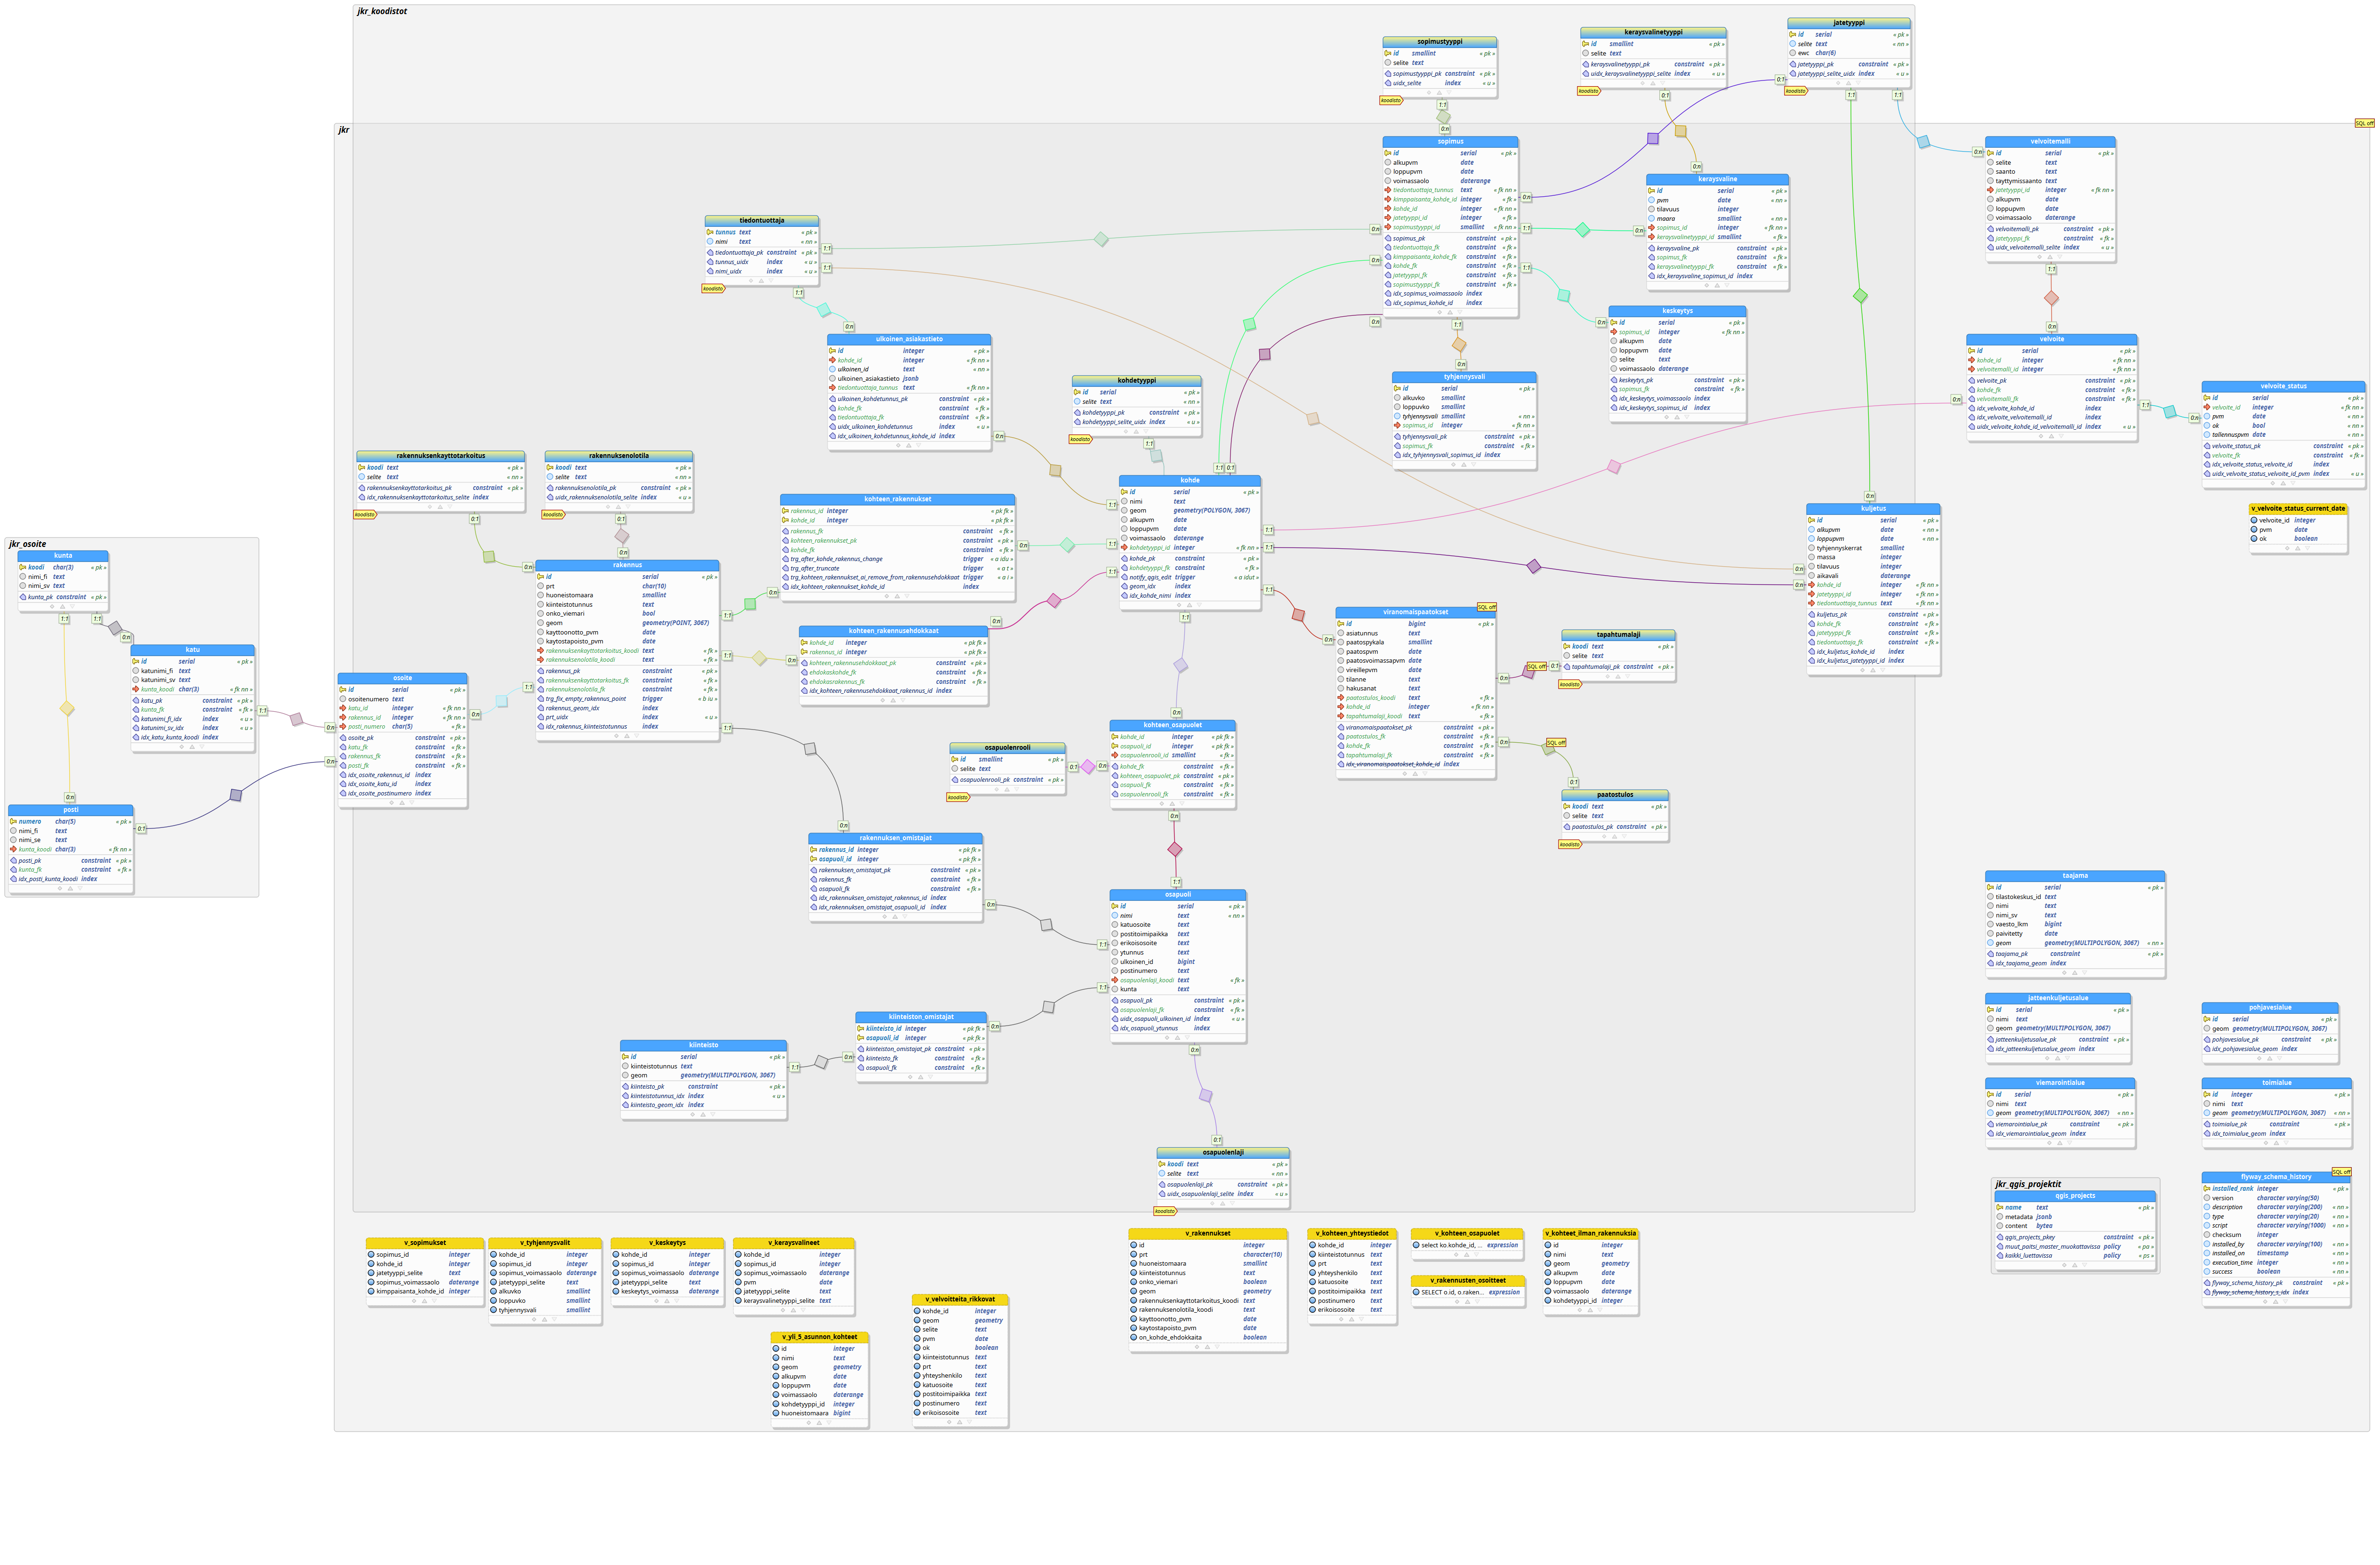 jkr_koodistot
sopimustyyppi
id smallint « pk »
selite text
sopimustyyppi_pk constraint « pk »
uidx_selite index « u »
koodisto
keraysvalinetyyppi
id smallint « pk »
selite text
keraysvalinetyyppi_pk constraint « pk »
uidx_keraysvalinetyyppi_selite index « u »
koodisto
jatetyyppi
id serial « pk »
selite text « nn »
ewc char(6)
jatetyyppi_pk constraint « pk »
jatetyyppi_selite_uidx index « u »
koodisto
jkr
SQL off
sopimus
id serial « pk »
alkupvm date
loppupvm date
voimassaolo daterange
tiedontuottaja_tunnus text « fk nn »
kimppaisanta_kohde_id integer « fk »
kohde_id integer « fk nn »
jatetyyppi_id integer « fk »
sopimustyyppi_id smallint « fk nn »
sopimus_pk constraint « pk »
tiedontuottaja_fk constraint « fk »
kimppaisanta_kohde_fk constraint « fk »
kohde_fk constraint « fk »
jatetyyppi_fk constraint « fk »
sopimustyyppi_fk constraint « fk »
idx_sopimus_voimassaolo index
idx_sopimus_kohde_id index
keraysvaline
id serial « pk »
pvm date « nn »
tilavuus integer
maara smallint « nn »
sopimus_id integer « fk nn »
keraysvalinetyyppi_id smallint « fk »
keraysvaline_pk constraint « pk »
sopimus_fk constraint « fk »
keraysvalinetyyppi_fk constraint « fk »
idx_keraysvaline_sopimus_id index
velvoitemalli
id serial « pk »
selite text
saanto text
tayttymissaanto text
jatetyyppi_id integer « fk nn »
alkupvm date
loppupvm date
voimassaolo daterange
velvoitemalli_pk constraint « pk »
jatetyyppi_fk constraint « fk »
uidx_velvoitemalli_selite index « u »
tiedontuottaja
tunnus text « pk »
nimi text « nn »
tiedontuottaja_pk constraint « pk »
tunnus_uidx index « u »
nimi_uidx index « u »
koodisto
keskeytys
id serial « pk »
sopimus_id integer « fk nn »
alkupvm date
loppupvm date
selite text
voimassaolo daterange
keskeytys_pk constraint « pk »
sopimus_fk constraint « fk »
idx_keskeytys_voimassaolo index
idx_keskeytys_sopimus_id index
ulkoinen_asiakastieto
id integer « pk »
kohde_id integer « fk nn »
ulkoinen_id text « nn »
ulkoinen_asiakastieto jsonb
tiedontuottaja_tunnus text « fk nn »
ulkoinen_kohdetunnus_pk constraint « pk »
kohde_fk constraint « fk »
tiedontuottaja_fk constraint « fk »
uidx_ulkoinen_kohdetunnus index « u »
idx_ulkoinen_kohdetunnus_kohde_id index
velvoite
id serial « pk »
kohde_id integer « fk nn »
velvoitemalli_id integer « fk nn »
velvoite_pk constraint « pk »
kohde_fk constraint « fk »
velvoitemalli_fk constraint « fk »
idx_velvoite_kohde_id index
idx_velvoite_velvoitemalli_id index
uidx_velvoite_kohde_id_velvoitemalli_id index « u »
kohdetyyppi
id serial « pk »
selite text « nn »
kohdetyyppi_pk constraint « pk »
kohdetyyppi_selite_uidx index « u »
koodisto
tyhjennysvali
id serial « pk »
alkuvko smallint
loppuvko smallint
tyhjennysvali smallint « nn »
sopimus_id integer « fk nn »
tyhjennysvali_pk constraint « pk »
sopimus_fk constraint « fk »
idx_tyhjennysvali_sopimus_id index
velvoite_status
id serial « pk »
velvoite_id integer « fk nn »
pvm date « nn »
ok bool « nn »
tallennuspvm date « nn »
velvoite_status_pk constraint « pk »
velvoite_fk constraint « fk »
idx_velvoite_status_velvoite_id index
uidx_velvoite_status_velvoite_id_pvm index « u »
rakennuksenkayttotarkoitus
koodi text « pk »
selite text « nn »
rakennuksenkayttotarkoitus_pk constraint « pk »
idx_rakennuksenkayttotarkoitus_selite index
koodisto
rakennuksenolotila
koodi text « pk »
selite text « nn »
rakennuksenolotila_pk constraint « pk »
uidx_rakennuksenolotila_selite index « u »
koodisto
kohde
id serial « pk »
nimi text
geom geometry(POLYGON, 3067)
alkupvm date
loppupvm date
voimassaolo daterange
kohdetyyppi_id integer « fk nn »
kohde_pk constraint « pk »
kohdetyyppi_fk constraint « fk »
notify_qgis_edit trigger « a idut »
geom_idx index
idx_kohde_nimi index
kohteen_rakennukset
rakennus_id integer « pk fk »
kohde_id integer « pk fk »
rakennus_fk constraint « fk »
kohteen_rakennukset_pk constraint « pk »
kohde_fk constraint « fk »
trg_after_kohde_rakennus_change trigger « a idu »
trg_after_truncate trigger « a t »
trg_kohteen_rakennukset_ai_remove_from_rakennusehdokkaat trigger « a i »
idx_kohteen_rakennukset_kohde_id index
kuljetus
id serial « pk »
alkupvm date « nn »
loppupvm date « nn »
tyhjennyskerrat smallint
massa integer
tilavuus integer
aikavali daterange
kohde_id integer « fk nn »
jatetyyppi_id integer « fk nn »
tiedontuottaja_tunnus text « fk nn »
kuljetus_pk constraint « pk »
kohde_fk constraint « fk »
jatetyyppi_fk constraint « fk »
tiedontuottaja_fk constraint « fk »
idx_kuljetus_kohde_id index
idx_kuljetus_jatetyyppi_id index
v_velvoite_status_current_date
velvoite_id integer
pvm date
ok boolean
jkr_osoite
kunta
koodi char(3) « pk »
nimi_fi text
nimi_sv text
kunta_pk constraint « pk »
rakennus
id serial « pk »
prt char(10)
huoneistomaara smallint
kiinteistotunnus text
onko_viemari bool
geom geometry(POINT, 3067)
kayttoonotto_pvm date
kaytostapoisto_pvm date
rakennuksenkayttotarkoitus_koodi text « fk »
rakennuksenolotila_koodi text « fk »
rakennus_pk constraint « pk »
rakennuksenkayttotarkoitus_fk constraint « fk »
rakennuksenolotila_fk constraint « fk »
trg_fix_empty_rakennus_point trigger « b iu »
rakennus_geom_idx index
prt_uidx index « u »
idx_rakennus_kiinteistotunnus index
kohteen_rakennusehdokkaat
kohde_id integer « pk fk »
rakennus_id integer « pk fk »
kohteen_rakennusehdokkaat_pk constraint « pk »
ehdokaskohde_fk constraint « fk »
ehdokasrakennus_fk constraint « fk »
idx_kohteen_rakennusehdokkaat_rakennus_id index
viranomaispaatokset
SQL off
id bigint « pk »
asiatunnus text
paatospykala smallint
paatospvm date
paatosvoimassapvm date
vireillepvm date
tilanne text
hakusanat text
paatostulos_koodi text « fk »
kohde_id integer « fk nn »
tapahtumalaji_koodi text « fk »
viranomaispaatokset_pk constraint « pk »
paatostulos_fk constraint « fk »
kohde_fk constraint « fk »
tapahtumalaji_fk constraint « fk »
idx_viranomaispaatokset_kohde_id index
tapahtumalaji
koodi text « pk »
selite text
tapahtumalaji_pk constraint « pk »
koodisto
SQL off
SQL off
paatostulos
koodi text « pk »
selite text
paatostulos_pk constraint « pk »
koodisto
katu
id serial « pk »
katunimi_fi text
katunimi_sv text
kunta_koodi char(3) « fk nn »
katu_pk constraint « pk »
kunta_fk constraint « fk »
katunimi_fi_idx index « u »
katunimi_sv_idx index « u »
idx_katu_kunta_koodi index
osoite
id serial « pk »
osoitenumero text
katu_id integer « fk nn »
rakennus_id integer « fk nn »
posti_numero char(5) « fk »
osoite_pk constraint « pk »
katu_fk constraint « fk »
rakennus_fk constraint « fk »
posti_fk constraint « fk »
idx_osoite_rakennus_id index
idx_osoite_katu_id index
idx_osoite_postinumero index
posti
numero char(5) « pk »
nimi_fi text
nimi_se text
kunta_koodi char(3) « fk nn »
posti_pk constraint « pk »
kunta_fk constraint « fk »
idx_posti_kunta_koodi index
osapuolenrooli
id smallint « pk »
selite text
osapuolenrooli_pk constraint « pk »
koodisto
kohteen_osapuolet
kohde_id integer « pk fk »
osapuoli_id integer « pk fk »
osapuolenrooli_id smallint « pk fk »
kohde_fk constraint « fk »
kohteen_osapuolet_pk constraint « pk »
osapuoli_fk constraint « fk »
osapuolenrooli_fk constraint « fk »
rakennuksen_omistajat
rakennus_id integer « pk fk »
osapuoli_id integer « pk fk »
rakennuksen_omistajat_pk constraint « pk »
rakennus_fk constraint « fk »
osapuoli_fk constraint « fk »
idx_rakennuksen_omistajat_rakennus_id index
idx_rakennuksen_omistajat_osapuoli_id index
osapuoli
id serial « pk »
nimi text « nn »
katuosoite text
postitoimipaikka text
erikoisosoite text
ytunnus text
ulkoinen_id bigint
postinumero text
osapuolenlaji_koodi text « fk »
kunta text
osapuoli_pk constraint « pk »
osapuolenlaji_fk constraint « fk »
uidx_osapuoli_ulkoinen_id index « u »
idx_osapuoli_ytunnus index
kiinteiston_omistajat
kiinteisto_id integer « pk fk »
osapuoli_id integer « pk fk »
kiinteiston_omistajat_pk constraint « pk »
kiinteisto_fk constraint « fk »
osapuoli_fk constraint « fk »
kiinteisto
id serial « pk »
kiinteistotunnus text
geom geometry(MULTIPOLYGON, 3067)
kiinteisto_pk constraint « pk »
kiinteistotunnus_idx index « u »
kiinteisto_geom_idx index
osapuolenlaji
koodi text « pk »
selite text « nn »
osapuolenlaji_pk constraint « pk »
uidx_osapuolenlaji_selite index « u »
koodisto
taajama
id serial « pk »
tilastokeskus_id text
nimi text
nimi_sv text
vaesto_lkm bigint
paivitetty date
geom geometry(MULTIPOLYGON, 3067) « nn »
taajama_pk constraint « pk »
idx_taajama_geom index
jatteenkuljetusalue
id serial « pk »
nimi text
geom geometry(MULTIPOLYGON, 3067)
jatteenkuljetusalue_pk constraint « pk »
idx_jatteenkuljetusalue_geom index
pohjavesialue
id serial « pk »
geom geometry(MULTIPOLYGON, 3067)
pohjavesialue_pk constraint « pk »
idx_pohjavesialue_geom index
viemarointialue
id serial « pk »
nimi text
geom geometry(MULTIPOLYGON, 3067) « nn »
viemarointialue_pk constraint « pk »
idx_viemarointialue_geom index
toimialue
id integer « pk »
nimi text
geom geometry(MULTIPOLYGON, 3067) « nn »
toimialue_pk constraint « pk »
idx_toimialue_geom index
jkr_qgis_projektit
qgis_projects
name text « pk »
metadata jsonb
content bytea
qgis_projects_pkey constraint « pk »
muut_paitsi_master_muokattavissa policy « pa »
kaikki_luettavissa policy « ps »
SQL off
flyway_schema_history
installed_rank integer « pk »
version character varying(50)
description character varying(200) « nn »
type character varying(20) « nn »
script character varying(1000) « nn »
checksum integer
installed_by character varying(100) « nn »
installed_on timestamp « nn »
execution_time integer « nn »
success boolean « nn »
flyway_schema_history_pk constraint « pk »
flyway_schema_history_s_idx index
v_sopimukset
sopimus_id integer
kohde_id integer
jatetyyppi_selite text
sopimus_voimassaolo daterange
kimppaisanta_kohde_id integer
v_tyhjennysvalit
kohde_id integer
sopimus_id integer
sopimus_voimassaolo daterange
jatetyyppi_selite text
alkuvko smallint
loppuvko smallint
tyhjennysvali smallint
v_keskeytys
kohde_id integer
sopimus_id integer
sopimus_voimassaolo daterange
jatetyyppi_selite text
keskeytys_voimassa daterange
v_keraysvalineet
kohde_id integer
sopimus_id integer
sopimus_voimassaolo daterange
pvm date
jatetyyppi_selite text
keraysvalinetyyppi_selite text
v_yli_5_asunnon_kohteet
id integer
nimi text
geom geometry
alkupvm date
loppupvm date
voimassaolo daterange
kohdetyyppi_id integer
huoneistomaara bigint
v_velvoitteita_rikkovat
kohde_id integer
geom geometry
selite text
pvm date
ok boolean
kiinteistotunnus text
prt text
yhteyshenkilo text
katuosoite text
postitoimipaikka text
postinumero text
erikoisosoite text
v_rakennukset
id integer
prt character(10)
huoneistomaara smallint
kiinteistotunnus text
onko_viemari boolean
geom geometry
rakennuksenkayttotarkoitus_koodi text
rakennuksenolotila_koodi text
kayttoonotto_pvm date
kaytostapoisto_pvm date
on_kohde_ehdokkaita boolean
v_kohteen_yhteystiedot
kohde_id integer
kiinteistotunnus text
prt text
yhteyshenkilo text
katuosoite text
postitoimipaikka text
postinumero text
erikoisosoite text
v_kohteen_osapuolet
select ko.kohde_id, ... expression
v_rakennusten_osoitteet
SELECT o.id, o.raken... expression
v_kohteet_ilman_rakennuksia
id integer
nimi text
geom geometry
alkupvm date
loppupvm date
voimassaolo daterange
kohdetyyppi_id integer